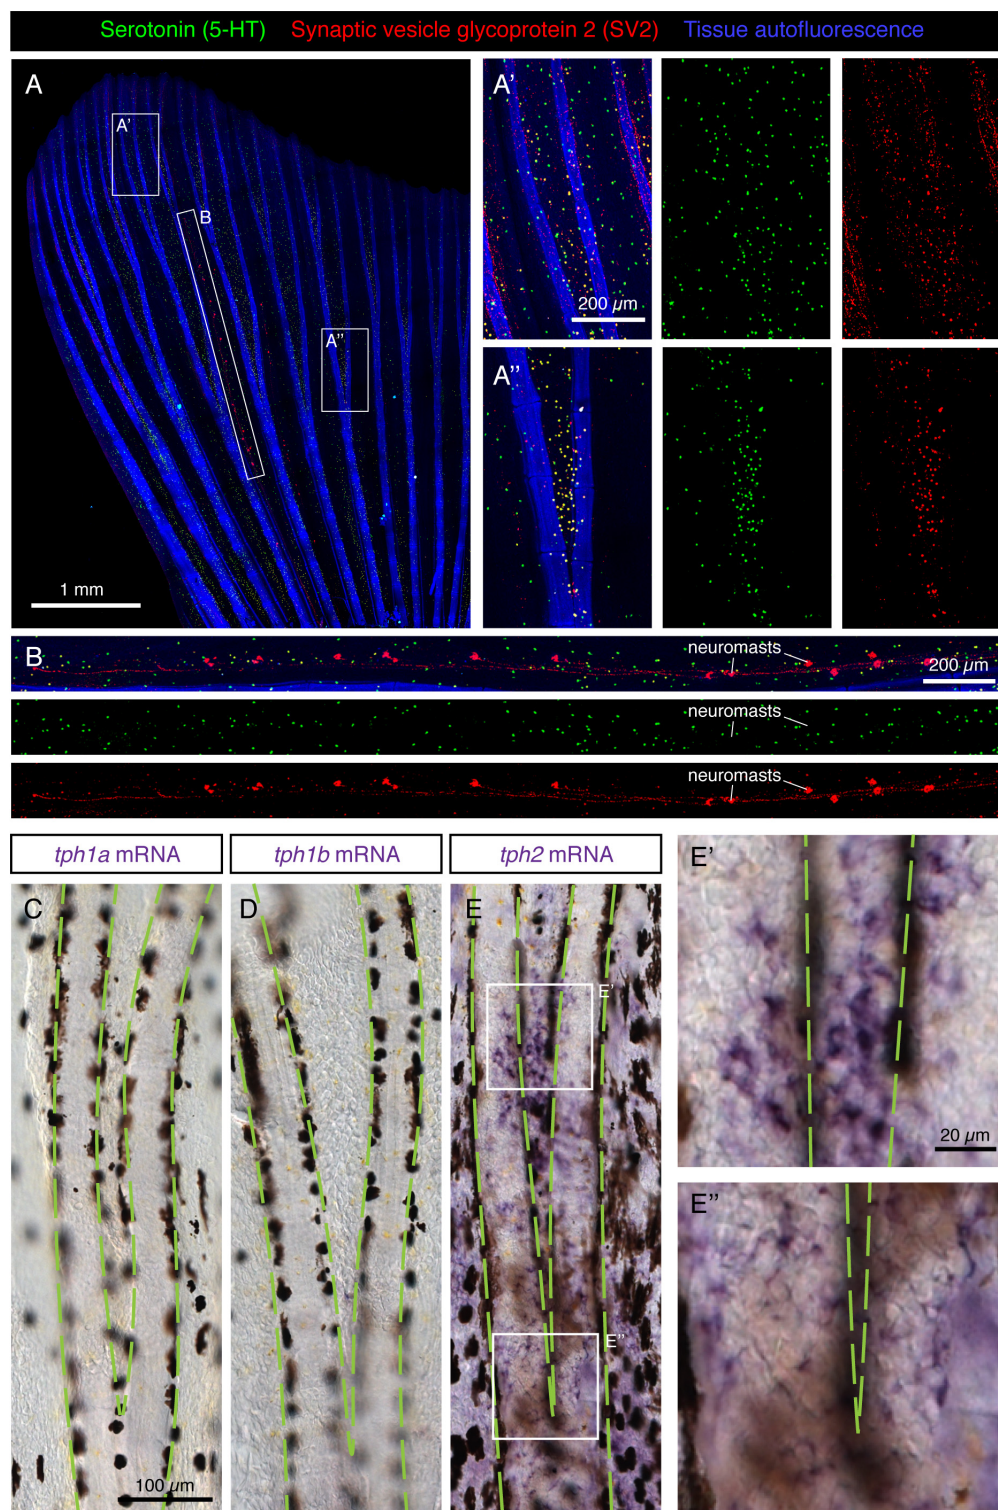 Serotonin (5-HT) Synaptic vesicle glycoprotein 2 (SV2) Tissue autofluorescence
A
A'
B
A''
1 mm
A'
200 µm
A''
B
neuromasts
200 µm
neuromasts
neuromasts
tph1a mRNA
tph1b mRNA
tph2 mRNA
C
100 µm
D
E
E'
E''
E'
20 µm
E''